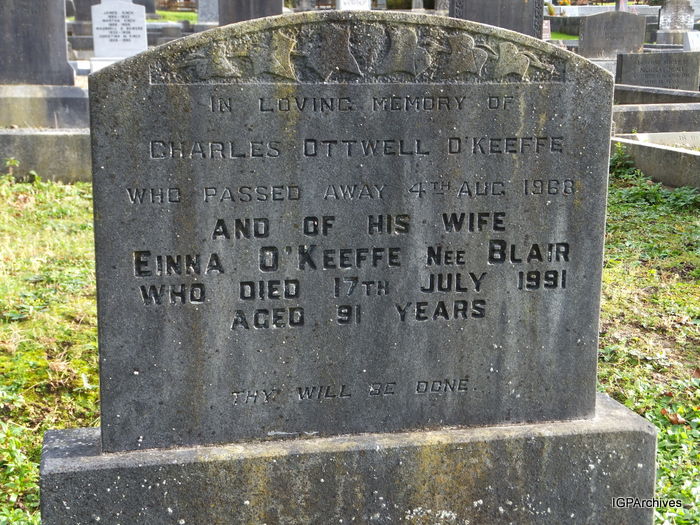 IN LOVING MEMORY OF
CHARLES OTTWELL O'KEEFFE
WHO PASSED AWAY 4TH AUG 1968
AND OF HIS WIFE
EINNA O'KEEFFE NEE BLAIR
WHO DIED 17TH JULY 1991
AGED 91 YEARS
THY WILL BE DONE.
IGPArchives